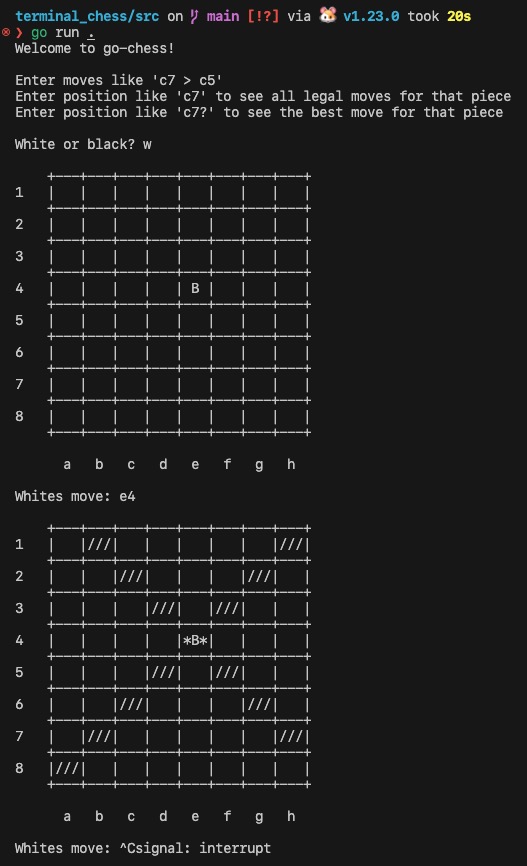 terminal_chess/src on main [!?] via 🐹 v1.23.0 took 20s
❯ go run .
Welcome to go-chess!

Enter moves like 'c7 > c5'
Enter position like 'c7' to see all legal moves for that piece
Enter position like 'c7?' to see the best move for that piece

White or black? w

    +---+---+---+---+---+---+---+---+
1   |   |   |   |   |   |   |   |   |
    +---+---+---+---+---+---+---+---+
2   |   |   |   |   |   |   |   |   |
    +---+---+---+---+---+---+---+---+
3   |   |   |   |   |   |   |   |   |
    +---+---+---+---+---+---+---+---+
4   |   |   |   |   | B |   |   |   |
    +---+---+---+---+---+---+---+---+
5   |   |   |   |   |   |   |   |   |
    +---+---+---+---+---+---+---+---+
6   |   |   |   |   |   |   |   |   |
    +---+---+---+---+---+---+---+---+
7   |   |   |   |   |   |   |   |   |
    +---+---+---+---+---+---+---+---+
8   |   |   |   |   |   |   |   |   |
    +---+---+---+---+---+---+---+---+

      a   b   c   d   e   f   g   h

Whites move: e4

    +---+---+---+---+---+---+---+---+
1   |   |///|   |   |   |   |   |///|
    +---+---+---+---+---+---+---+---+
2   |   |   |///|   |   |   |///|   |
    +---+---+---+---+---+---+---+---+
3   |   |   |   |///|   |///|   |   |
    +---+---+---+---+---+---+---+---+
4   |   |   |   |   |*B*|   |   |   |
    +---+---+---+---+---+---+---+---+
5   |   |   |   |///|   |///|   |   |
    +---+---+---+---+---+---+---+---+
6   |   |   |///|   |   |   |///|   |
    +---+---+---+---+---+---+---+---+
7   |   |///|   |   |   |   |   |///|
    +---+---+---+---+---+---+---+---+
8   |///|   |   |   |   |   |   |   |
    +---+---+---+---+---+---+---+---+

      a   b   c   d   e   f   g   h

Whites move: ^Csignal: interrupt